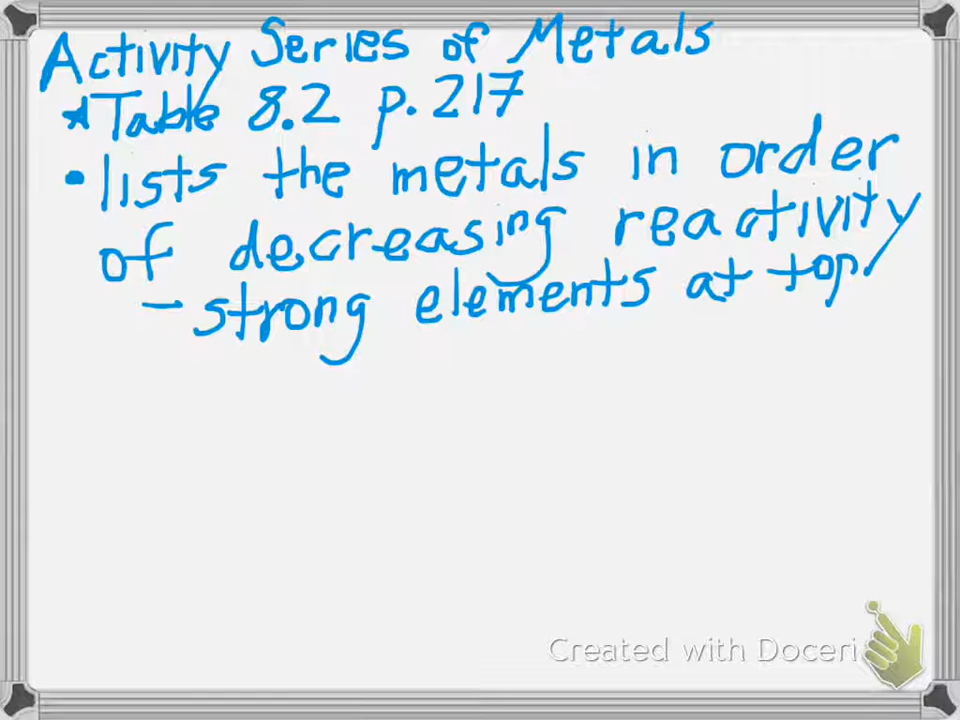 Activity Series of Metals
* Table 8.2 p. 217
• lists the metals in order
of decreasing reactivity
- strong elements at top
Created with Doceri